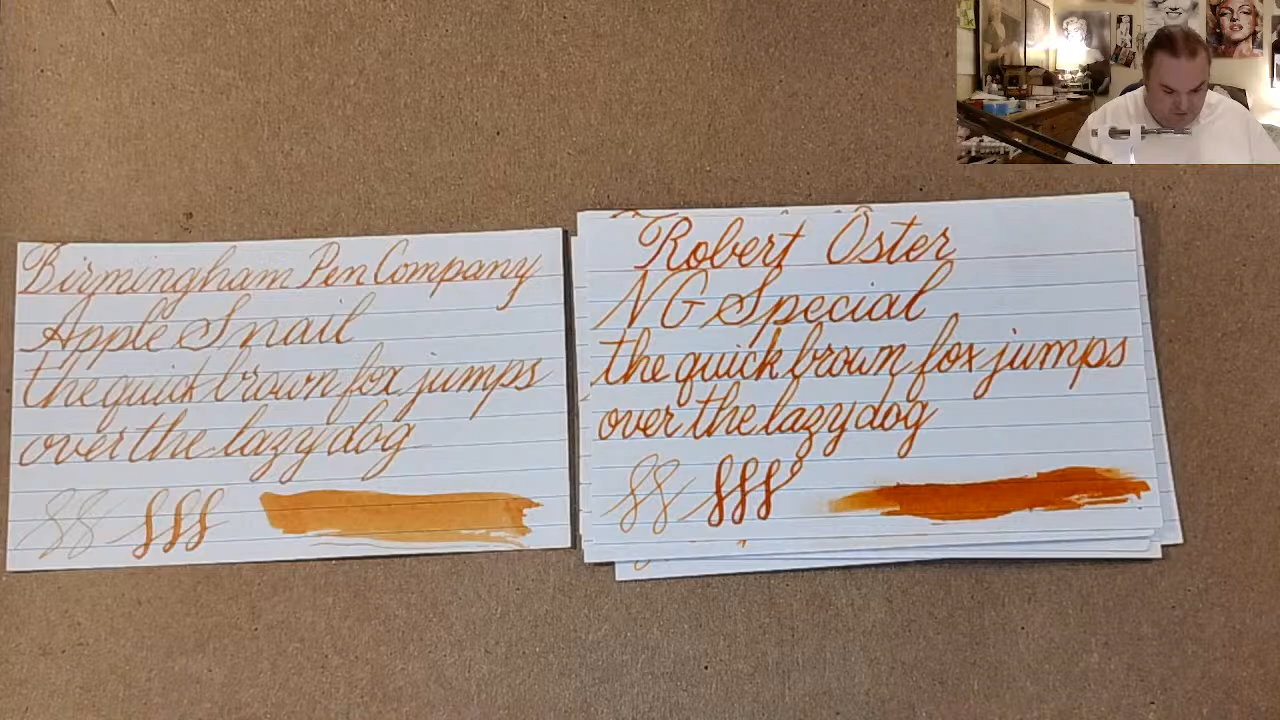 Birmingham Pen Company
Apple Snail
the quick brown fox jumps
over the lazy dog
Robert Oster
NG Special
the quick brown fox jumps
over the lazy dog